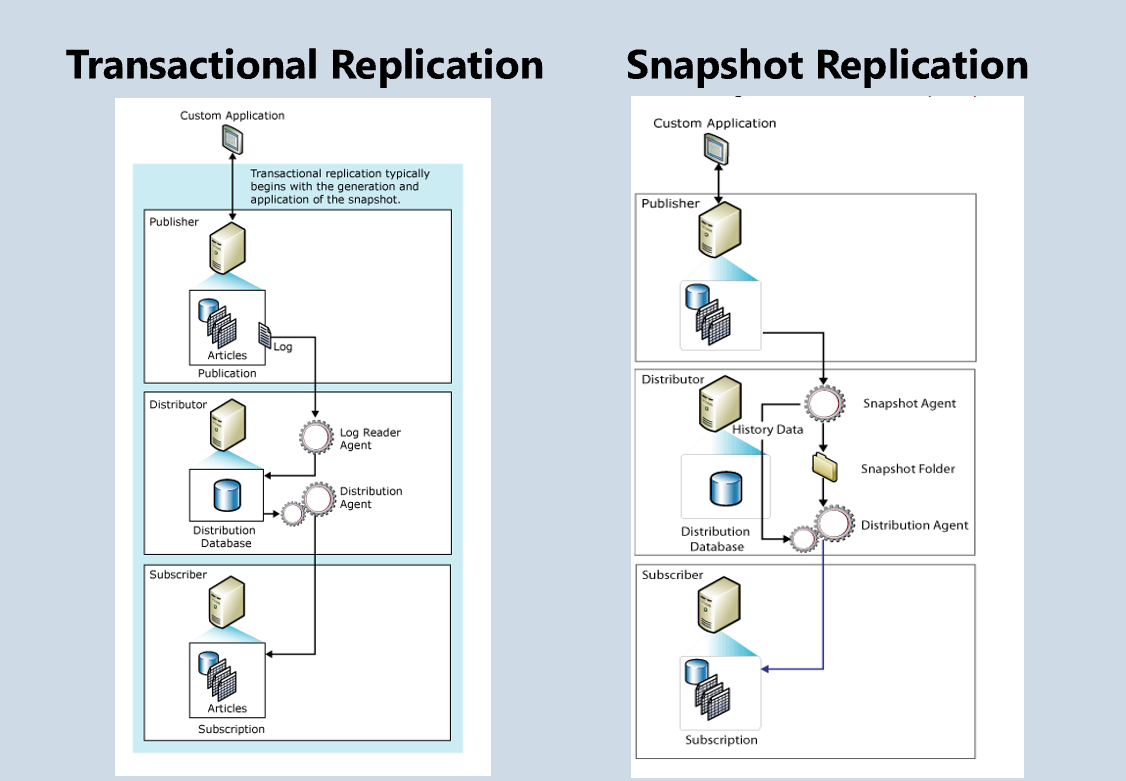 Transactional Replication
Custom Application
Transactional replication typically
begins with the generation and
application of the snapshot.
Publisher
Articles
Log
Publication
Distributor
Log Reader
Agent
Distribution
Agent
Distribution
Database
Subscriber
Articles
Subscription
Snapshot Replication
Custom Application
Publisher
Distributor
Snapshot Agent
History Data
Snapshot Folder
Distribution Agent
Distribution
Database
Subscriber
Subscription